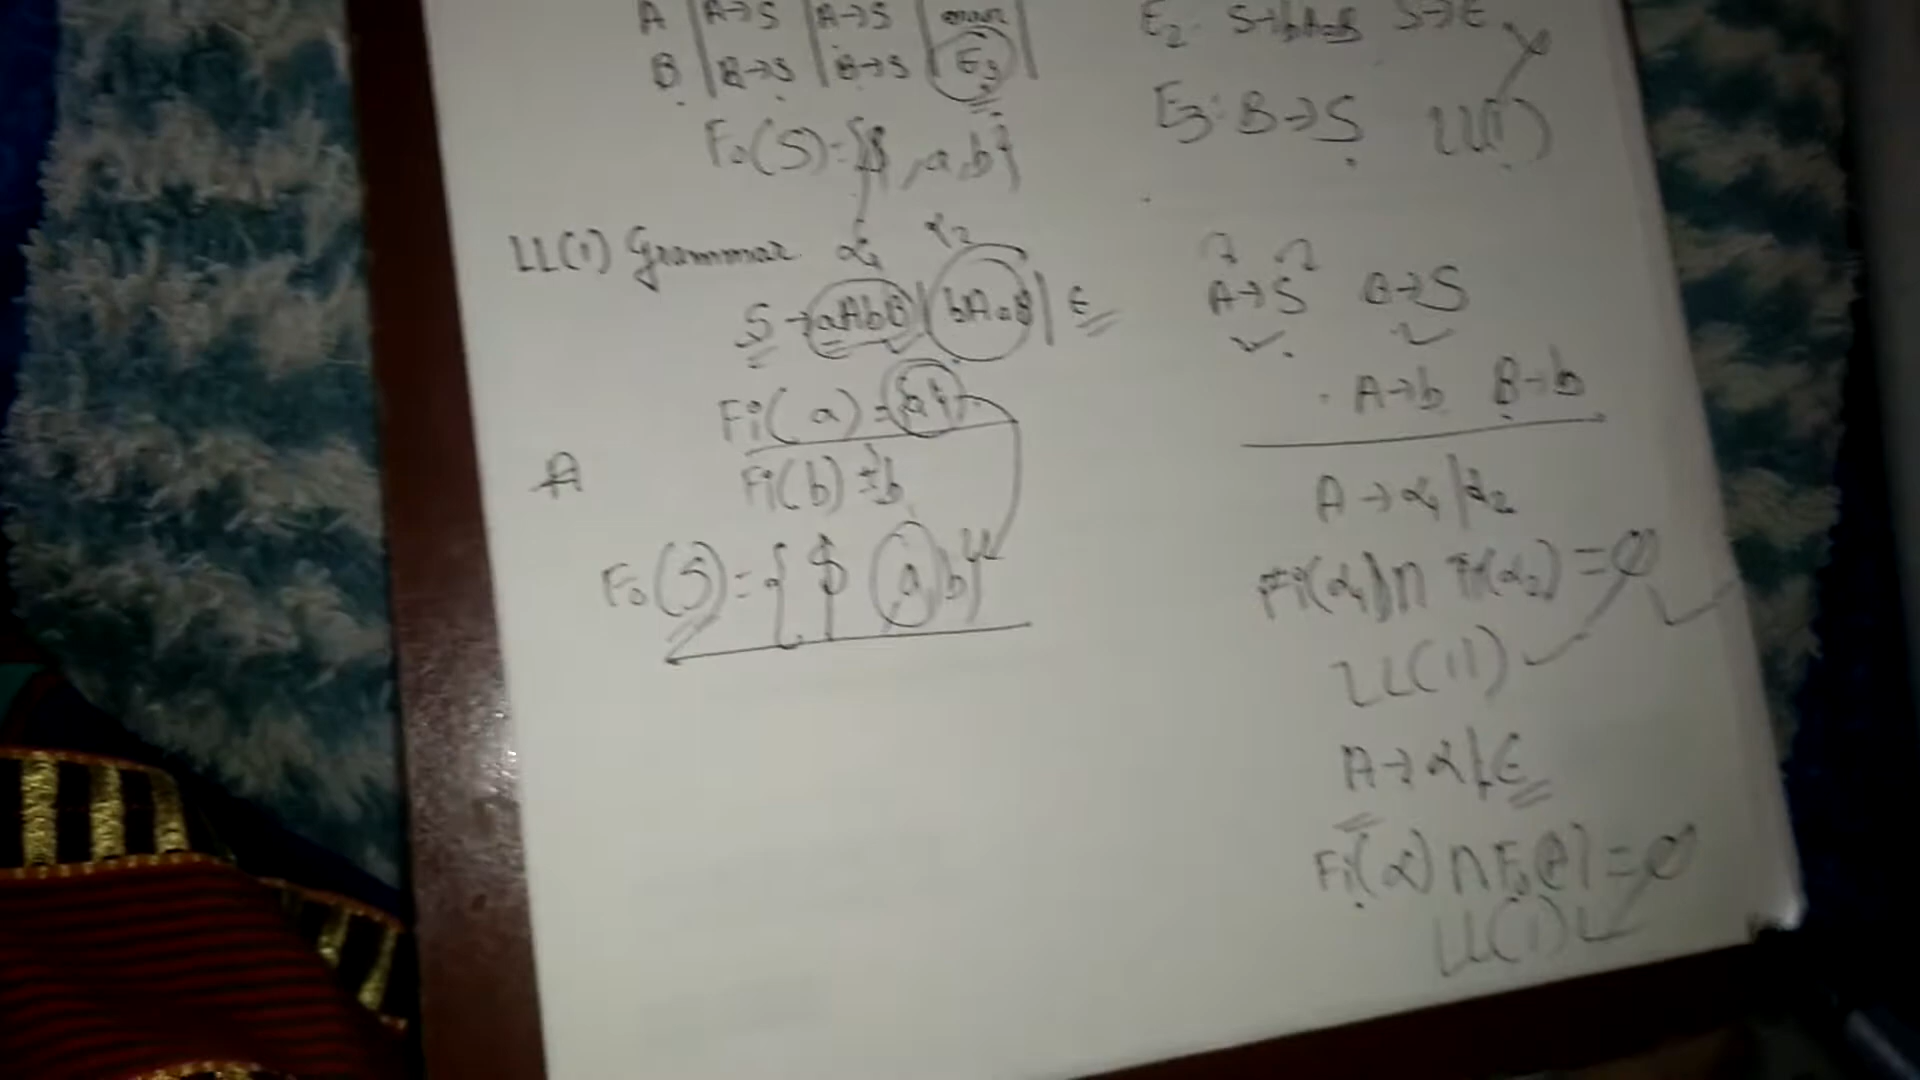 A | A→S | A→S | error |
B | B→S | B→S | E3 |
E2: S→bAaB S→ϵ
E3: B→S LL(1)
Fo(S)={$, a, b}
LL(1) Grammar α1 α2
S→aAbB | bAaB | ϵ
A→S B→S
Fi(a)={a}
A→b B→b
A
Fi(b)={b
A→α1|α2
Fo(S)={$ a, b}
Fi(α1)∩Fi(α2)=∅
LL(1)
A→α|ϵ
Fi(α)∩Fo(A)=∅
LL(1)